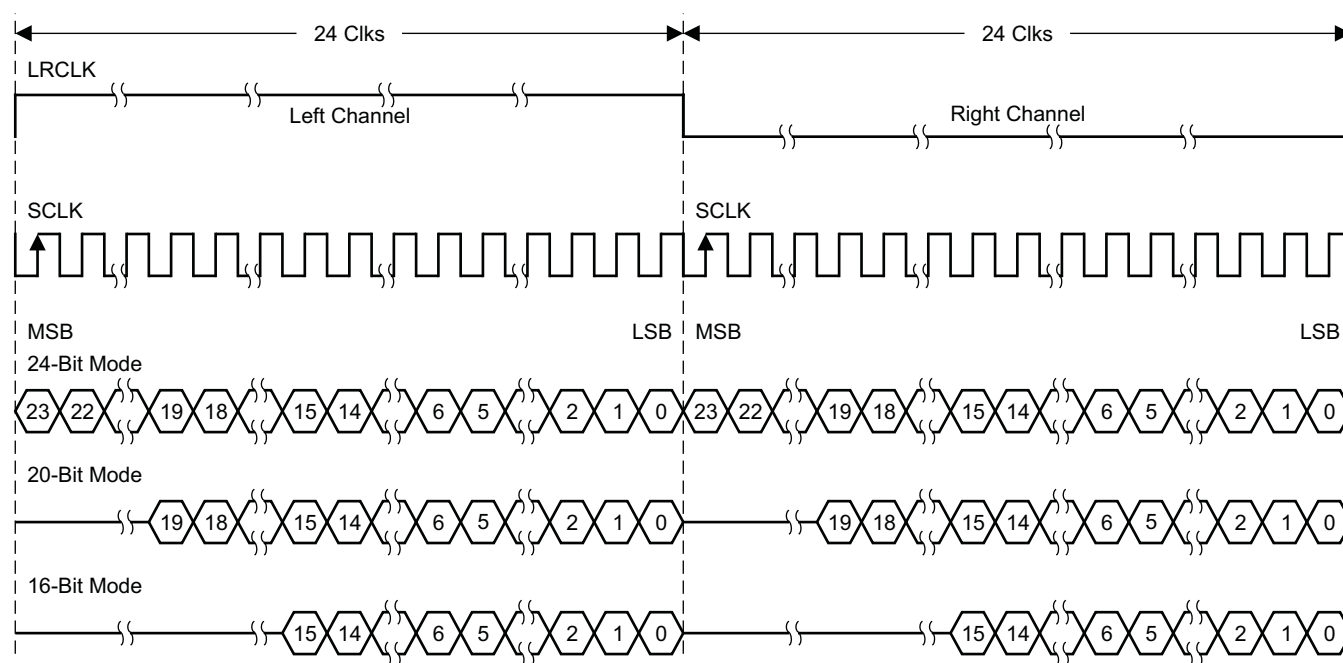 24 Clks 24 Clks
LRCLK
Left Channel Right Channel
SCLK SCLK
MSB LSB MSB LSB
24-Bit Mode
23 22 19 18 15 14 6 5 2 1 0 23 22 19 18 15 14 6 5 2 1 0
20-Bit Mode
19 18 15 14 6 5 2 1 0 19 18 15 14 6 5 2 1 0
16-Bit Mode
15 14 6 5 2 1 0 15 14 6 5 2 1 0